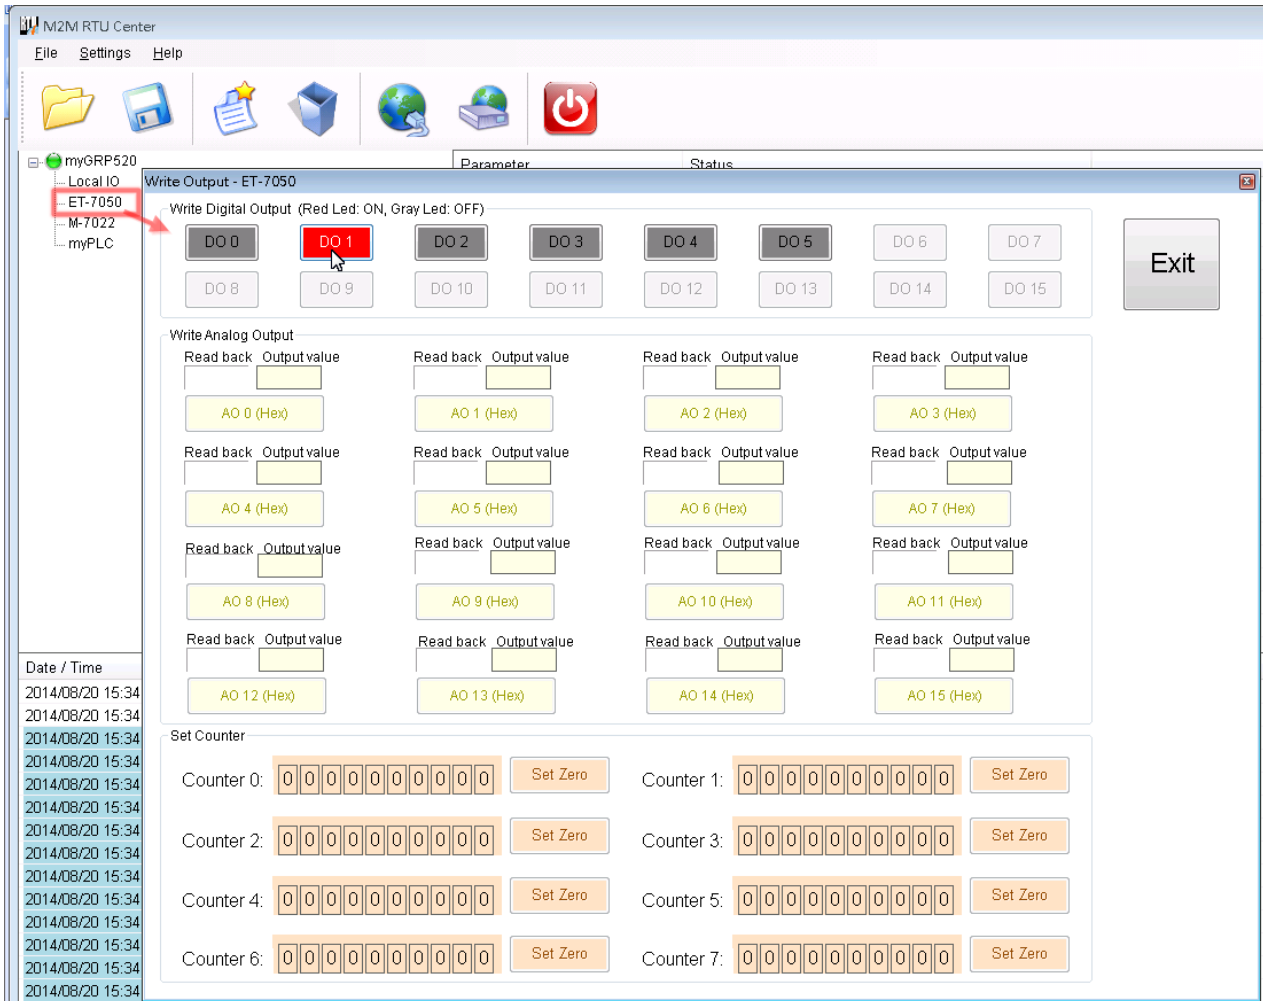 M2M RTU Center
File Settings Help
myGRP520
Parameter Status
Local IO
ET-7050
M-7022
myPLC
Write Output - ET-7050
Write Digital Output (Red Led: ON, Gray Led: OFF)
DO 0 DO 1 DO 2 DO 3 DO 4 DO 5 DO 6 DO 7
DO 8 DO 9 DO 10 DO 11 DO 12 DO 13 DO 14 DO 15
Exit
Write Analog Output
Read back Output value Read back Output value Read back Output value Read back Output value
AO 0 (Hex) AO 1 (Hex) AO 2 (Hex) AO 3 (Hex)
Read back Output value Read back Output value Read back Output value Read back Output value
AO 4 (Hex) AO 5 (Hex) AO 6 (Hex) AO 7 (Hex)
Read back Output value Read back Output value Read back Output value Read back Output value
AO 8 (Hex) AO 9 (Hex) AO 10 (Hex) AO 11 (Hex)
Read back Output value Read back Output value Read back Output value Read back Output value
AO 12 (Hex) AO 13 (Hex) AO 14 (Hex) AO 15 (Hex)
Set Counter
Counter 0: 0 0 0 0 0 0 0 0 0 0 Set Zero Counter 1: 0 0 0 0 0 0 0 0 0 0 Set Zero
Counter 2: 0 0 0 0 0 0 0 0 0 0 Set Zero Counter 3: 0 0 0 0 0 0 0 0 0 0 Set Zero
Counter 4: 0 0 0 0 0 0 0 0 0 0 Set Zero Counter 5: 0 0 0 0 0 0 0 0 0 0 Set Zero
Counter 6: 0 0 0 0 0 0 0 0 0 0 Set Zero Counter 7: 0 0 0 0 0 0 0 0 0 0 Set Zero
Date / Time
2014/08/20 15:34
2014/08/20 15:34
2014/08/20 15:34
2014/08/20 15:34
2014/08/20 15:34
2014/08/20 15:34
2014/08/20 15:34
2014/08/20 15:34
2014/08/20 15:34
2014/08/20 15:34
2014/08/20 15:34
2014/08/20 15:34
2014/08/20 15:34
2014/08/20 15:34